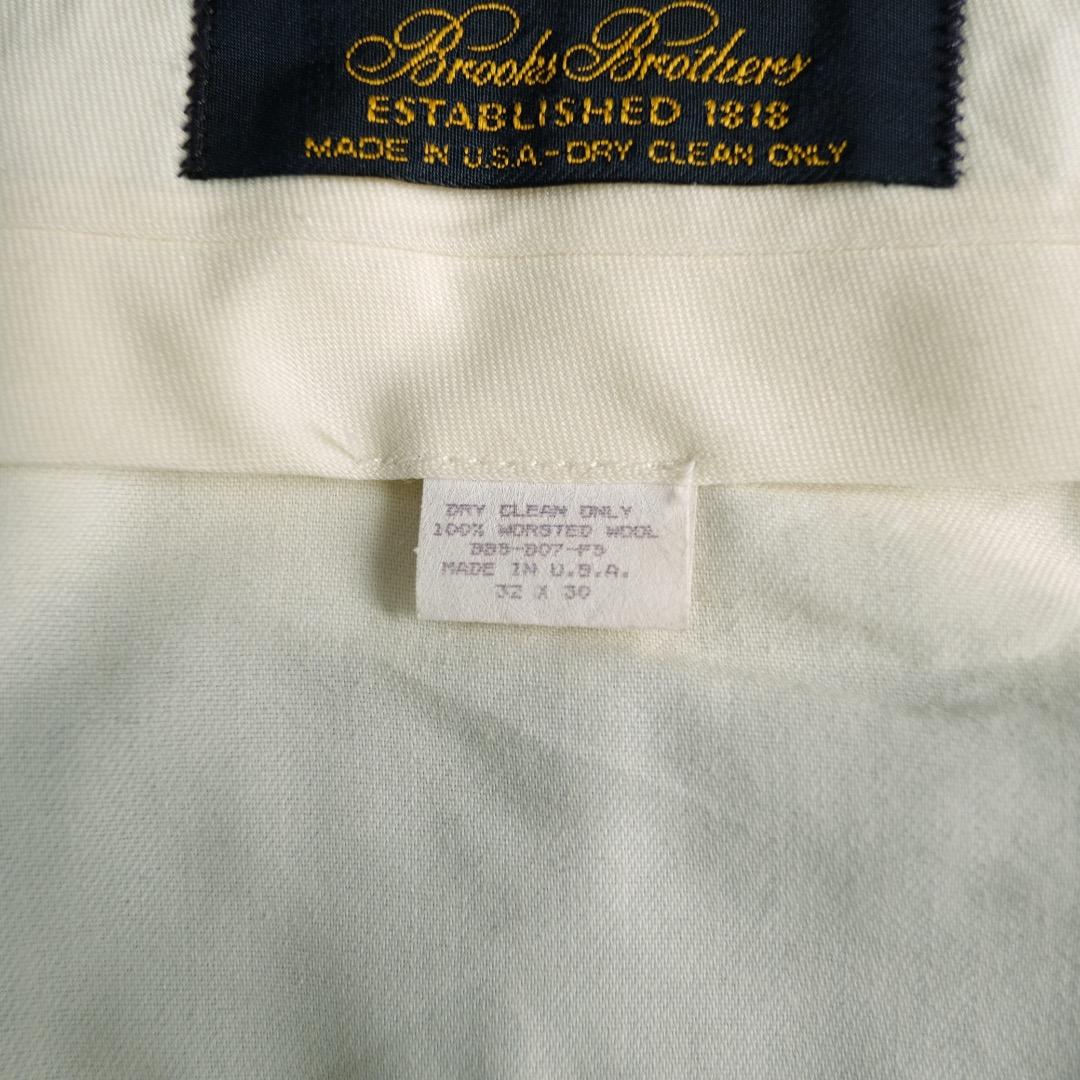 Brooks Brothers
ESTABLISHED 1818
MADE IN U.S.A-DRY CLEAN ONLY
DRY CLEAN ONLY
100% WORSTED WOOL
MADE IN U.S.A.
32 X 30